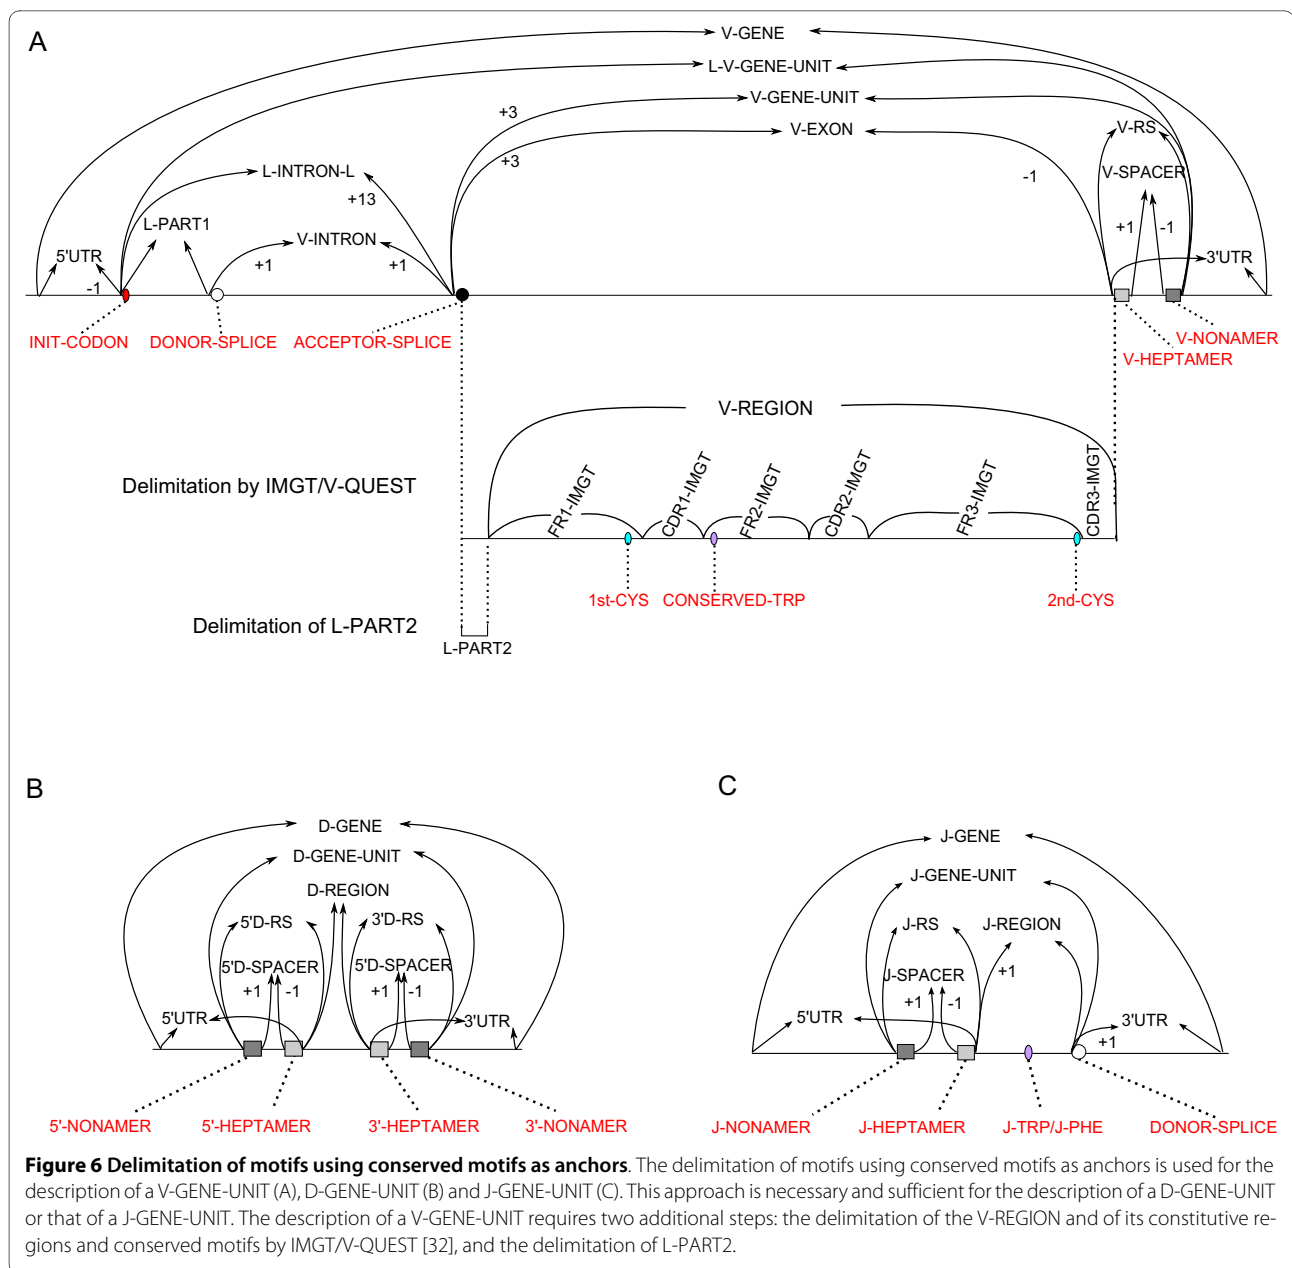 A
V-GENE
L-V-GENE-UNIT
V-GENE-UNIT
+3
V-EXON
+3
V-RS
L-INTRON-L
+13
-1
V-SPACER
L-PART1
V-INTRON
+1
+1
+1
-1
5'UTR
-1
3'UTR
INIT-CODON
DONOR-SPLICE
ACCEPTOR-SPLICE
V-NONAMER
V-HEPTAMER
V-REGION
Delimitation by IMGT/V-QUEST
FR1-IMGT
CDR1-IMGT
FR2-IMGT
CDR2-IMGT
FR3-IMGT
CDR3-IMGT
1st-CYS
CONSERVED-TRP
2nd-CYS
Delimitation of L-PART2
L-PART2
B
D-GENE
D-GENE-UNIT
D-REGION
5'D-RS
3'D-RS
5'D-SPACER
5'D-SPACER
+1
-1
+1
-1
5'UTR
3'UTR
5'-NONAMER
5'-HEPTAMER
3'-HEPTAMER
3'-NONAMER
C
J-GENE
J-GENE-UNIT
J-RS
J-REGION
J-SPACER
+1
+1
-1
5'UTR
3'UTR
+1
J-NONAMER
J-HEPTAMER
J-TRP/J-PHE
DONOR-SPLICE
Figure 6 Delimitation of motifs using conserved motifs as anchors. The delimitation of motifs using conserved motifs as anchors is used for the
description of a V-GENE-UNIT (A), D-GENE-UNIT (B) and J-GENE-UNIT (C). This approach is necessary and sufficient for the description of a D-GENE-UNIT
or that of a J-GENE-UNIT. The description of a V-GENE-UNIT requires two additional steps: the delimitation of the V-REGION and of its constitutive re-
gions and conserved motifs by IMGT/V-QUEST [32], and the delimitation of L-PART2.